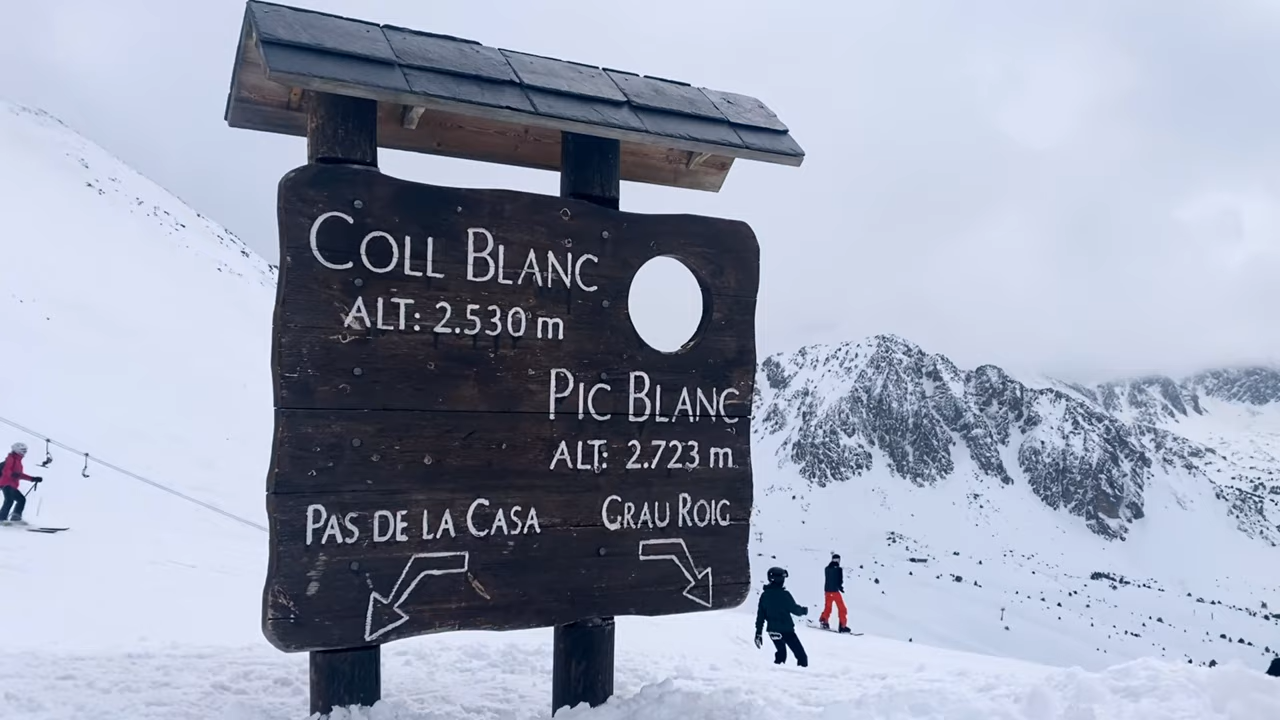 COLL BLANC
ALT: 2.530 m
PIC BLANC
ALT: 2.723 m
PAS DE LA CASA
GRAU ROIG